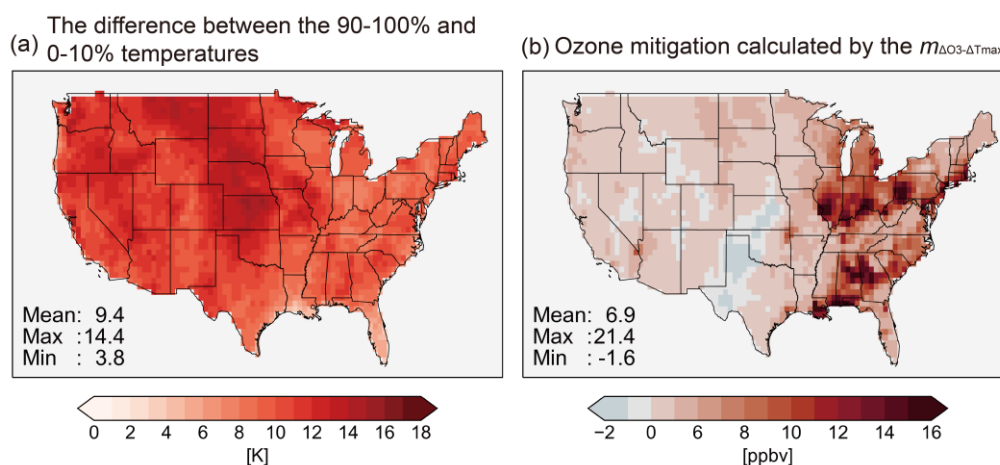 (a) The difference between the 90-100% and
0-10% temperatures
(b) Ozone mitigation calculated by the mΔO3-ΔTmax
Mean: 9.4
Max :14.4
Min : 3.8
Mean: 6.9
Max :21.4
Min : -1.6
0 2 4 6 8 10 12 14 16 18
[K]
−2 0 4 6 8 10 12 14 16
[ppbv]